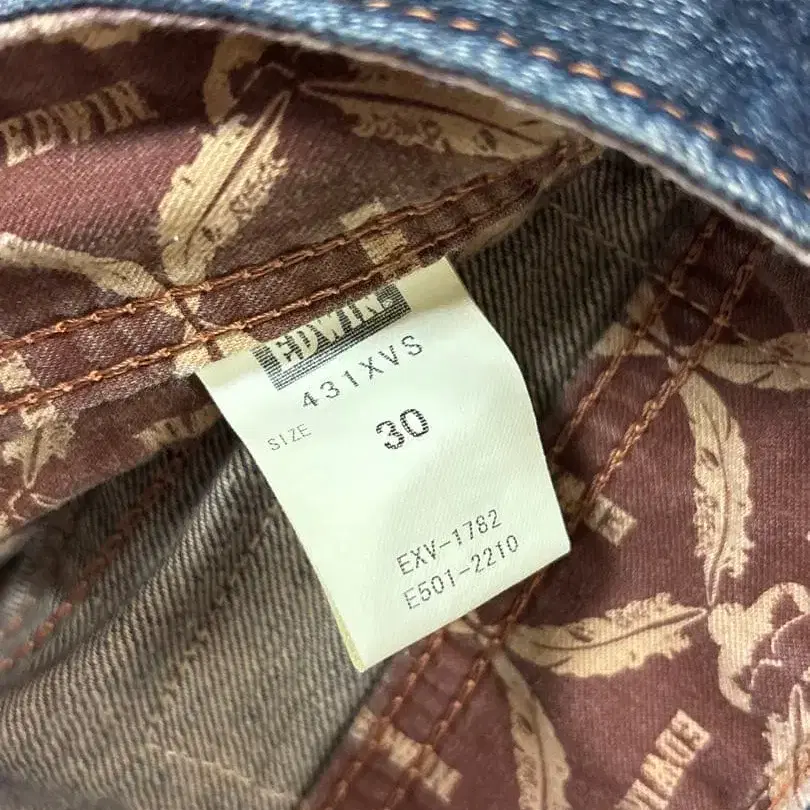 EDWIN
EDWIN
431XVS
SIZE 30
EXV-1782
E501-2210
EDWIN